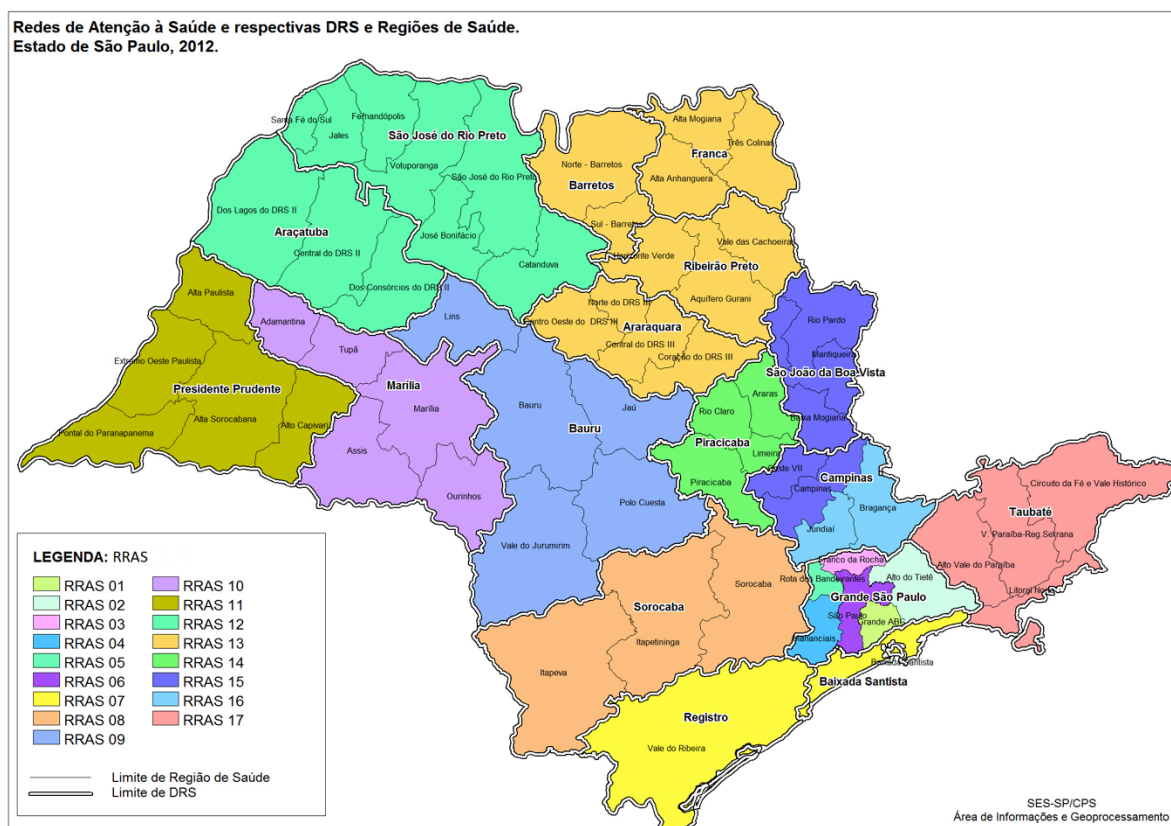 Redes de Atenção à Saúde e respectivas DRS e Regiões de Saúde.
Estado de São Paulo, 2012.
Santa Fé do Sul
Fernandópolis
Jales
São José do Rio Preto
Votuporanga
São José do Rio Preto
José Bonifácio
Catanduva
Dos Lagos do DRS II
Araçatuba
Central do DRS II
Dos Consórcios do DRS II
Alta Mogiana
Três Colinas
Franca
Alta Anhanguera
Norte - Barretos
Barretos
Sul - Barretos
Horizonte Verde
Vale das Cachoeiras
Ribeirão Preto
Aquífero Gurani
Norte do DRS III
Centro Oeste do DRS III
Araraquara
Central do DRS III
Coração do DRS III
Alta Paulista
Extremo Oeste Paulista
Presidente Prudente
Alta Sorocabana
Alto Capivari
Pontal do Paranapanema
Adamantina
Tupã
Marília
Marília
Assis
Ourinhos
Lins
Bauru
Jaú
Bauru
Polo Cuesta
Vale do Jurumirim
Rio Pardo
Mantiqueira
São João da Boa Vista
Baixa Mogiana
Araras
Rio Claro
Piracicaba
Limeira
Piracicaba
Oeste VII
Campinas
Campinas
Bragança
Jundiaí
Circuito da Fé e Vale Histórico
Taubaté
V. Paraíba-Reg.Serrana
Alto Vale do Paraíba
Litoral Norte
Franco da Rocha
Alto do Tietê
Rota dos Bandeirantes
Grande São Paulo
São Paulo
Grande ABC
Mananciais
Baixada Santista
Baixada Santista
Sorocaba
Sorocaba
Itapetininga
Itapeva
Registro
Vale do Ribeira
LEGENDA: RRAS
RRAS 01
RRAS 02
RRAS 03
RRAS 04
RRAS 05
RRAS 06
RRAS 07
RRAS 08
RRAS 09
RRAS 10
RRAS 11
RRAS 12
RRAS 13
RRAS 14
RRAS 15
RRAS 16
RRAS 17
Limite de Região de Saúde
Limite de DRS
SES-SP/CPS
Área de Informações e Geoprocessamento